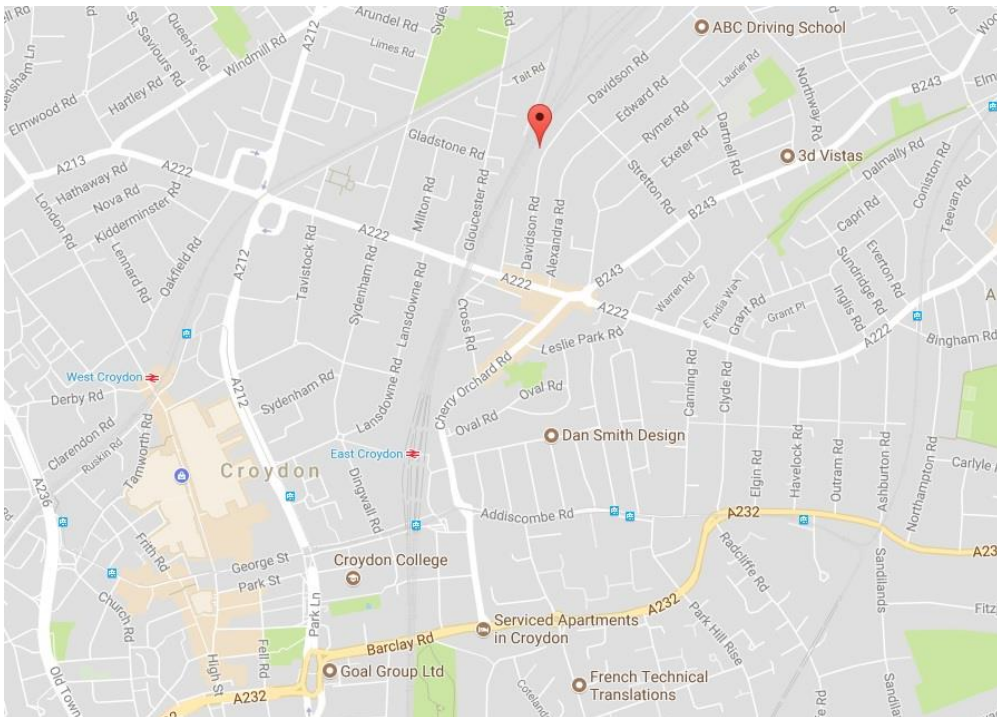 Arundel Rd
A212
ABC Driving School
Queen's Rd
St Saviours Rd
Windmill Rd
Limes Rd
Tait Rd
Davidson Rd
Laurier Rd
Northway Rd
B243
Hartley Rd
Elmwood Rd
Edward Rd
Rymer Rd
Exeter Rd
Dartnell Rd
3d Vistas
Dalmally Rd
Coniston Rd
Teevan Rd
A213
A222
Gladstone Rd
Hathaway Rd
Nova Rd
Kidderminster Rd
London Rd
Lennard Rd
Oakfield Rd
Milton Rd
Gloucester Rd
Stretton Rd
B243
Capri Rd
Everton Rd
Sundridge Rd
Inglis Rd
A212
Tavistock Rd
A222
Sydenham Rd
Lansdowne Rd
Davidson Rd
Alexandra Rd
A222
B243
Warren Rd
E India Way
Grant Rd
Grant Pl
A222
A222
Bingham Rd
Cross Rd
Leslie Park Rd
West Croydon
Derby Rd
A212
Sydenham Rd
Lansdowne Rd
Cherry Orchard Rd
Oval Rd
Oval Rd
Canning Rd
Clyde Rd
Clarendon Rd
Ruskin Rd
Tamworth Rd
Croydon
East Croydon
Dan Smith Design
Elgin Rd
Havelock Rd
Outram Rd
Ashburton Rd
Northampton Rd
Carlyle
A236
Dingwall Rd
Addiscombe Rd
A232
Frith Rd
George St
Park St
Croydon College
Radcliffe Rd
Sandilands
Church Rd
Park Ln
Serviced Apartments
in Croydon
A232
Park Hill Rise
Barclay Rd
Old Town
High St
Fell Rd
A232
Goal Group Ltd
French Technical
Translations